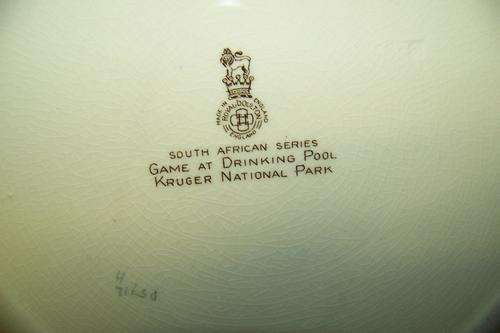 MADE IN ENGLAND
ROYAL DOULTON
ENGLAND
SOUTH AFRICAN SERIES
GAME AT DRINKING POOL
KRUGER NATIONAL PARK
H